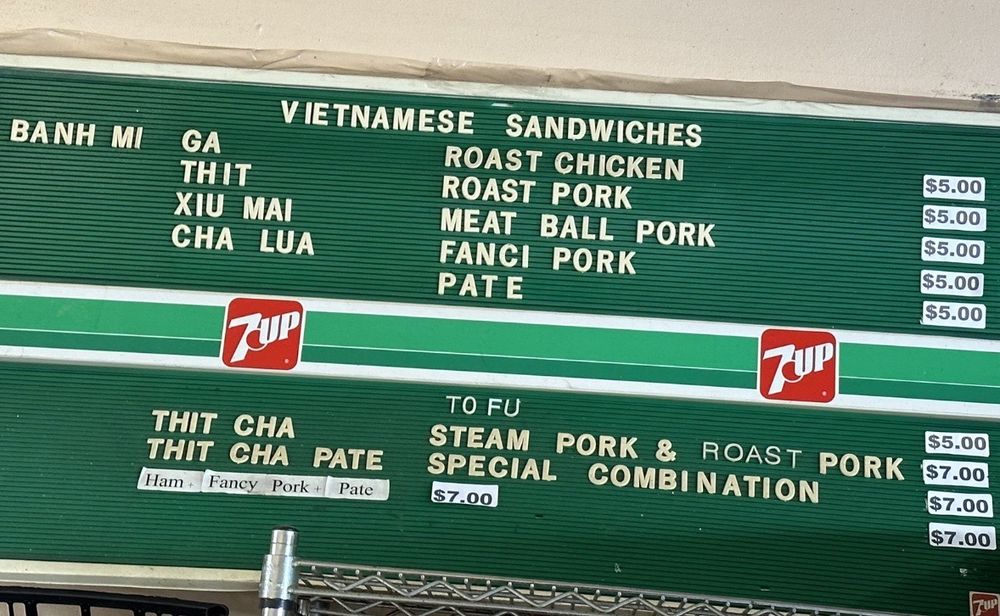 VIETNAMESE SANDWICHES
BANH MI GA ROAST CHICKEN $5.00
THIT ROAST PORK $5.00
XIU MAI MEAT BALL PORK $5.00
CHA LUA FANCI PORK $5.00
PATE $5.00
7UP 7UP
TO FU $5.00
THIT CHA STEAM PORK & ROAST PORK $7.00
THIT CHA PATE SPECIAL COMBINATION $7.00
Ham + Fancy Pork + Pate $7.00 $7.00
7UP